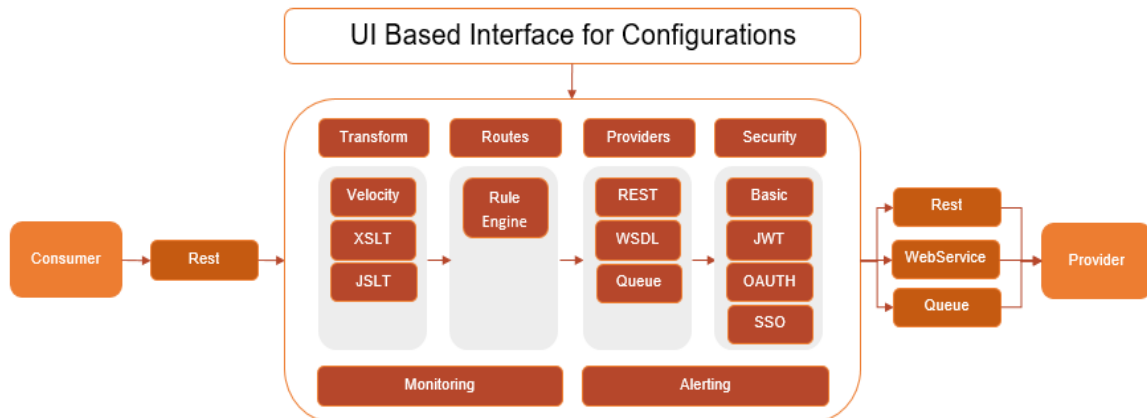 UI Based Interface for Configurations
Transform
Routes
Providers
Security
Velocity
XSLT
JSLT
Rule
Engine
REST
WSDL
Queue
Basic
JWT
OAUTH
SSO
Consumer
Rest
Rest
WebService
Queue
Provider
Monitoring
Alerting